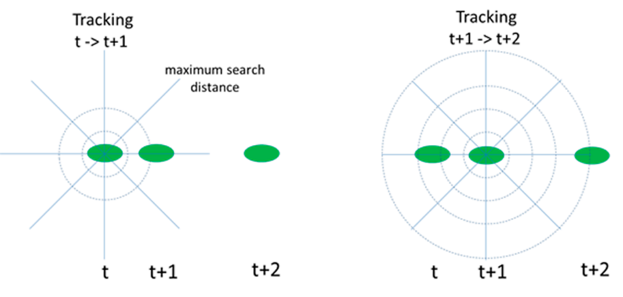 Tracking
t -> t+1
maximum search
distance
t
t+1
t+2
Tracking
t+1 -> t+2
t
t+1
t+2